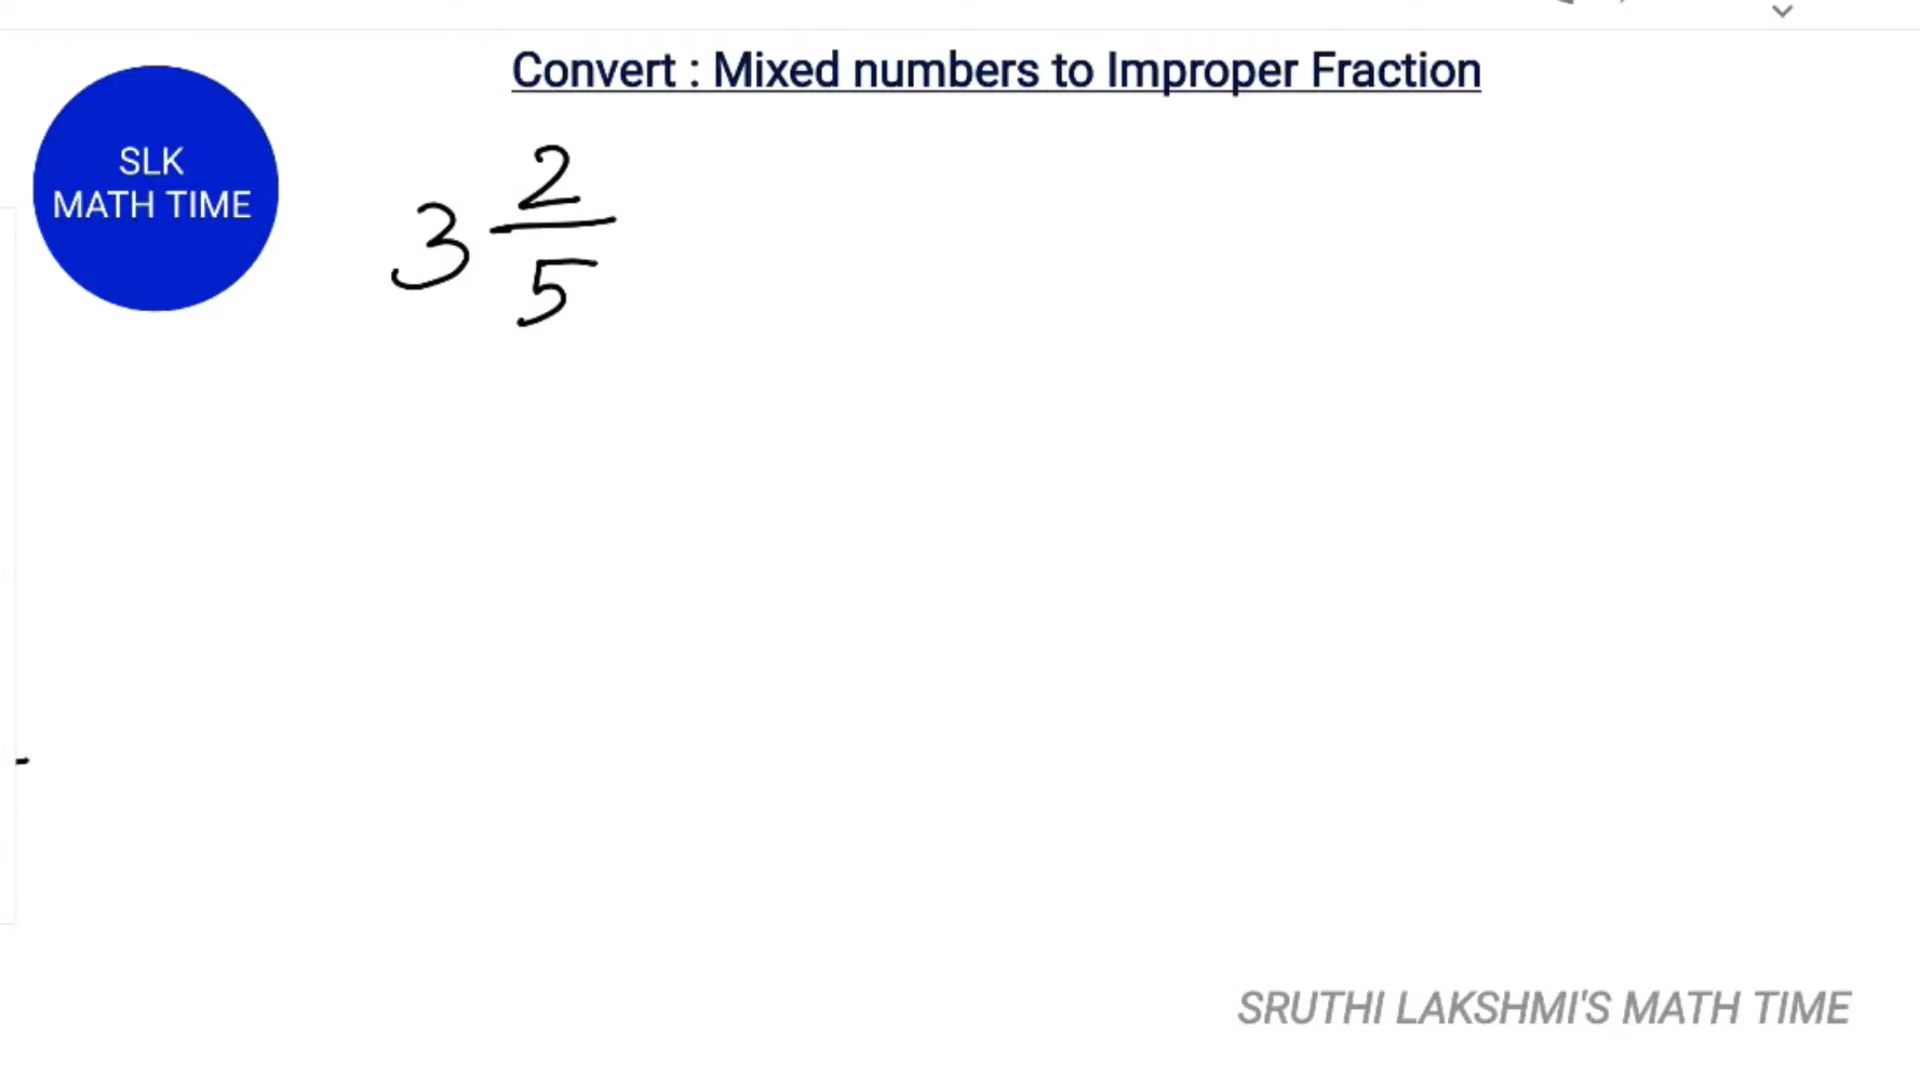 Convert : Mixed numbers to Improper Fraction
SLK
MATH TIME
3 2/5
SRUTHI LAKSHMI'S MATH TIME